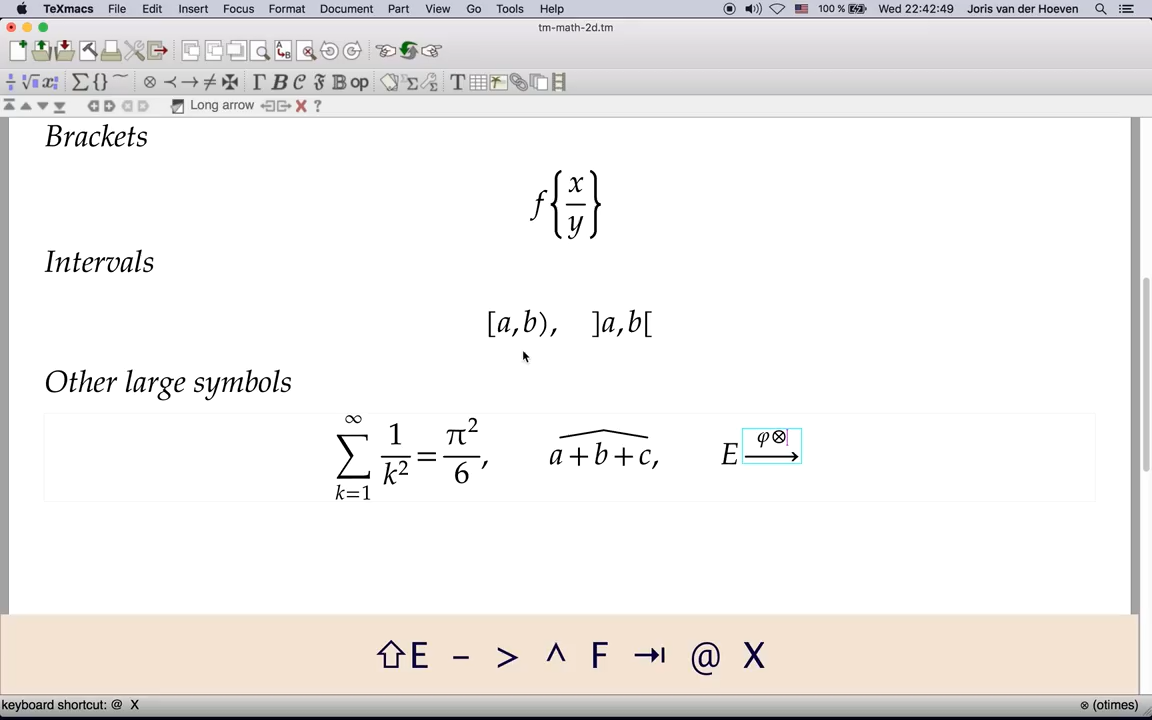 TeXmacs File Edit Insert Focus Format Document Part View Go Tools Help 100 % Wed 22:42:49 Joris van der Hoeven
tm-math-2d.tm
Long arrow ?
Brackets
f{x/y}
Intervals
[a,b), ]a,b[
Other large symbols
∑_{k=1}^{∞} 1/k² = π²/6, a+b+c, E φ⊗ →
⇧E – > ^ F ⇥ @ X
keyboard shortcut: @ X ⊗ (otimes)